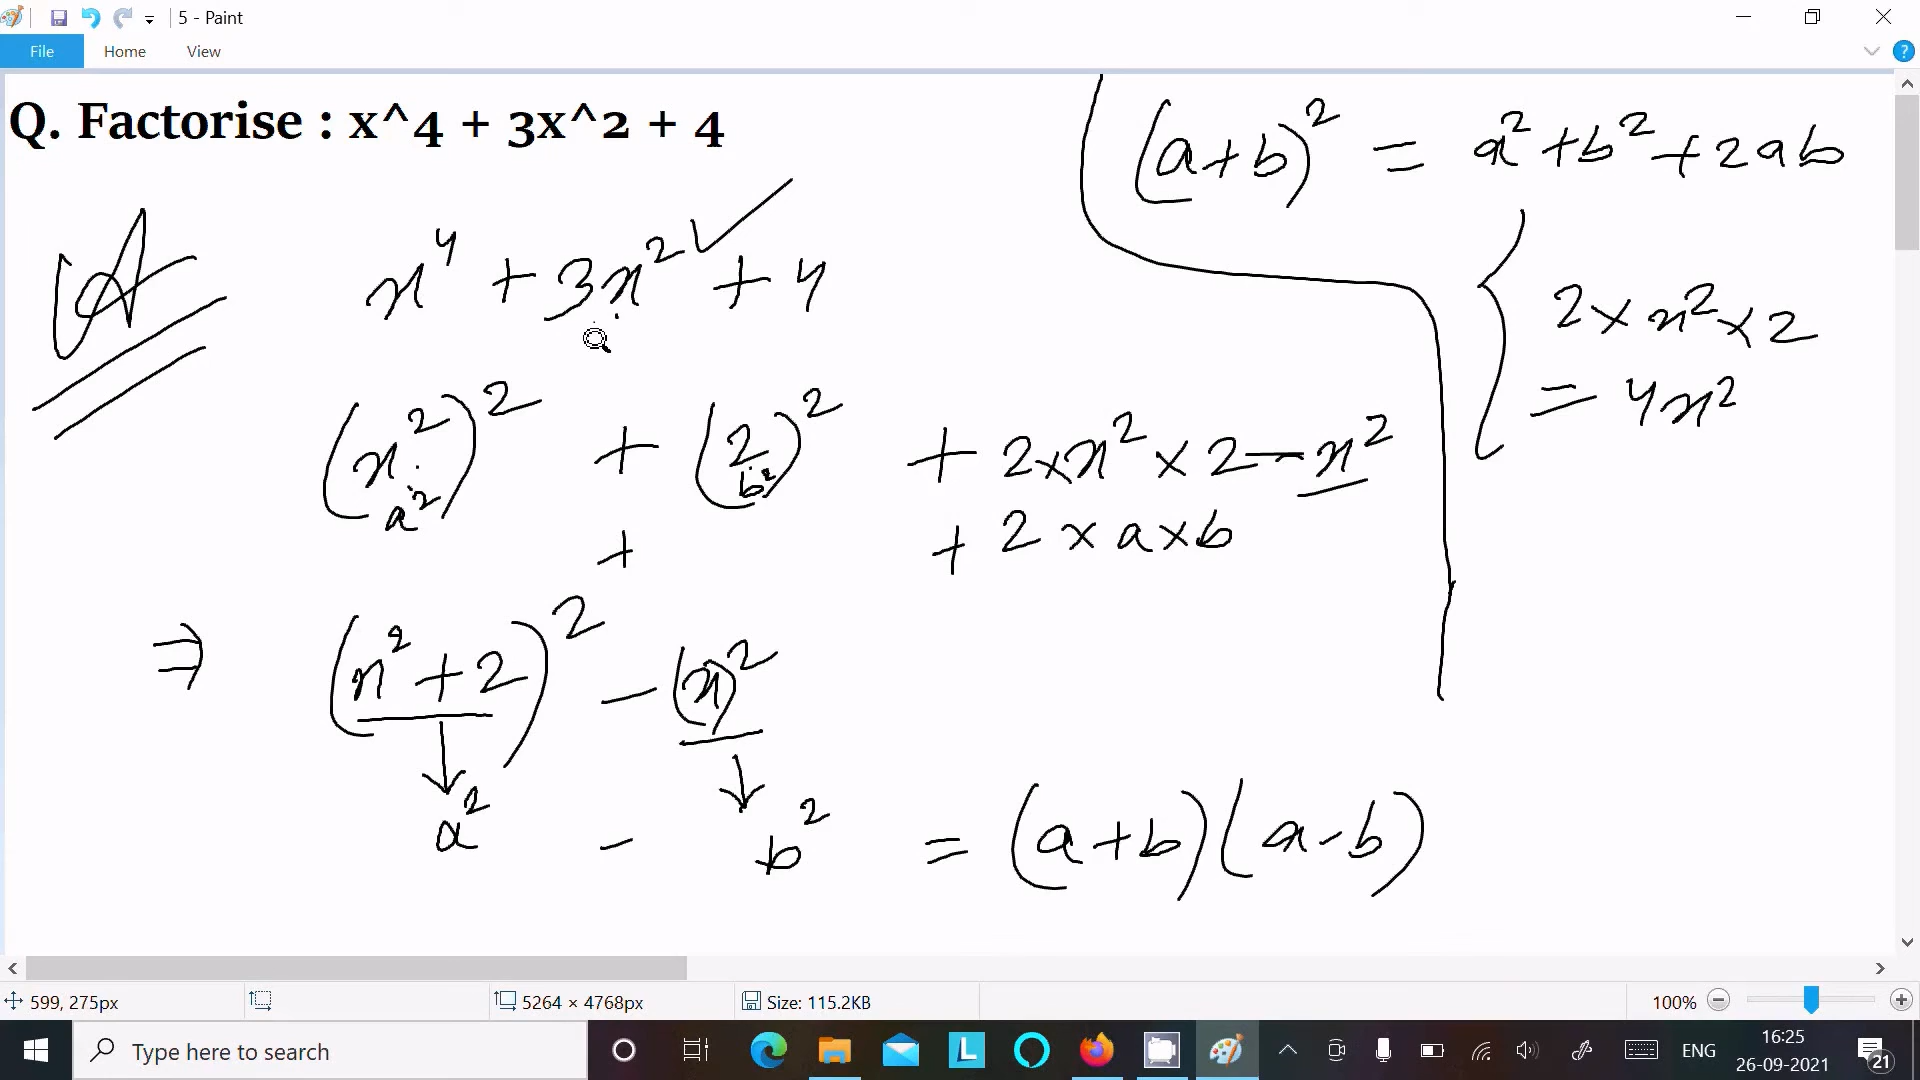 5 - Paint
File Home View
Q. Factorise : x^4 + 3x^2 + 4
(a+b)² = a²+b²+2ab
x⁴ + 3x² + 4
2×x²×2
= 4x²
(x²)² + (2)² + 2×x²×2-x²
a² + b² + 2×a×b
⇒ (x²+2)² - (x)²
↓ ↓
a² - b² = (a+b)(a-b)
599, 275px 5264 × 4768px Size: 115.2KB 100%
Type here to search
L
ENG
16:25
26-09-2021
21